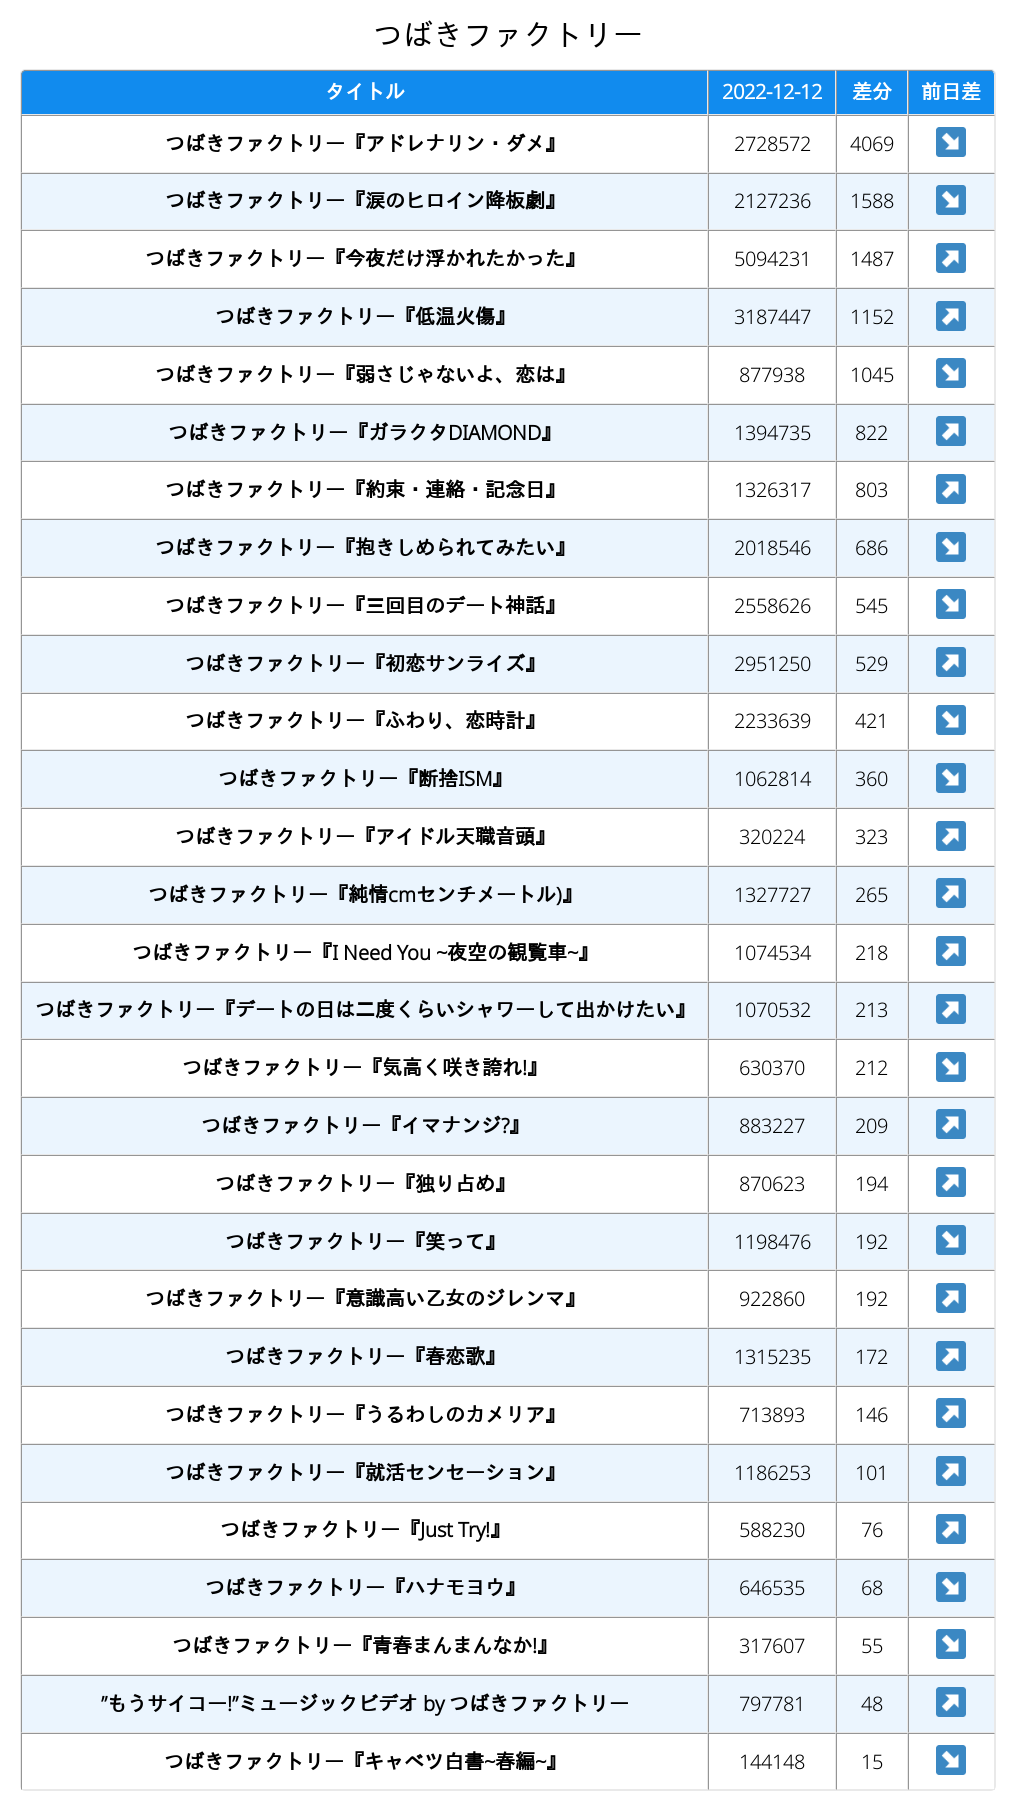 つばきファクトリー
タイトル 2022-12-12 差分 前日差
つばきファクトリー『アドレナリン・ダメ』 2728572 4069 ↘
つばきファクトリー『涙のヒロイン降板劇』 2127236 1588 ↘
つばきファクトリー『今夜だけ浮かれたかった』 5094231 1487 ↗
つばきファクトリー『低温火傷』 3187447 1152 ↗
つばきファクトリー『弱さじゃないよ、恋は』 877938 1045 ↘
つばきファクトリー『ガラクタDIAMOND』 1394735 822 ↗
つばきファクトリー『約束・連絡・記念日』 1326317 803 ↗
つばきファクトリー『抱きしめられてみたい』 2018546 686 ↘
つばきファクトリー『三回目のデート神話』 2558626 545 ↘
つばきファクトリー『初恋サンライズ』 2951250 529 ↗
つばきファクトリー『ふわり、恋時計』 2233639 421 ↘
つばきファクトリー『断捨ISM』 1062814 360 ↘
つばきファクトリー『アイドル天職音頭』 320224 323 ↗
つばきファクトリー『純情cmセンチメートル)』 1327727 265 ↗
つばきファクトリー『I Need You ~夜空の観覧車~』 1074534 218 ↗
つばきファクトリー『デートの日は二度くらいシャワーして出かけたい』 1070532 213 ↗
つばきファクトリー『気高く咲き誇れ!』 630370 212 ↘
つばきファクトリー『イマナンジ?』 883227 209 ↗
つばきファクトリー『独り占め』 870623 194 ↗
つばきファクトリー『笑って』 1198476 192 ↘
つばきファクトリー『意識高い乙女のジレンマ』 922860 192 ↗
つばきファクトリー『春恋歌』 1315235 172 ↗
つばきファクトリー『うるわしのカメリア』 713893 146 ↗
つばきファクトリー『就活センセーション』 1186253 101 ↗
つばきファクトリー『Just Try!』 588230 76 ↗
つばきファクトリー『ハナモヨウ』 646535 68 ↘
つばきファクトリー『青春まんまんなか!』 317607 55 ↘
”もうサイコー!”ミュージックビデオ by つばきファクトリー 797781 48 ↗
つばきファクトリー『キャベツ白書~春編~』 144148 15 ↘